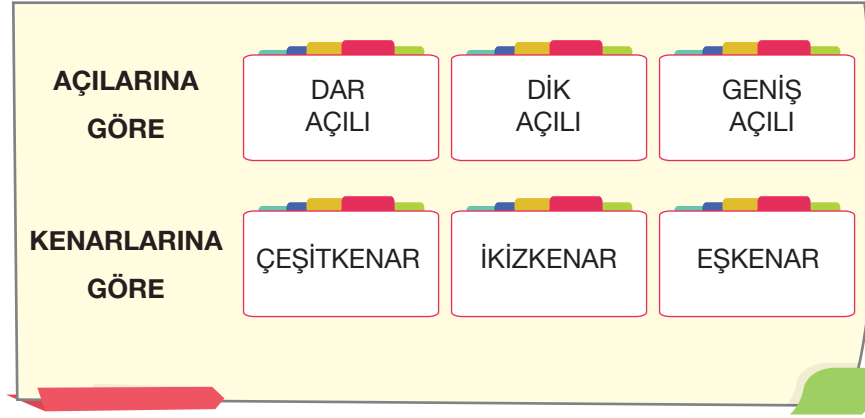 AÇILARINA
GÖRE
DAR
AÇILI
DİK
AÇILI
GENİŞ
AÇILI
KENARLARINA
GÖRE
ÇEŞİTKENAR
İKİZKENAR
EŞKENAR